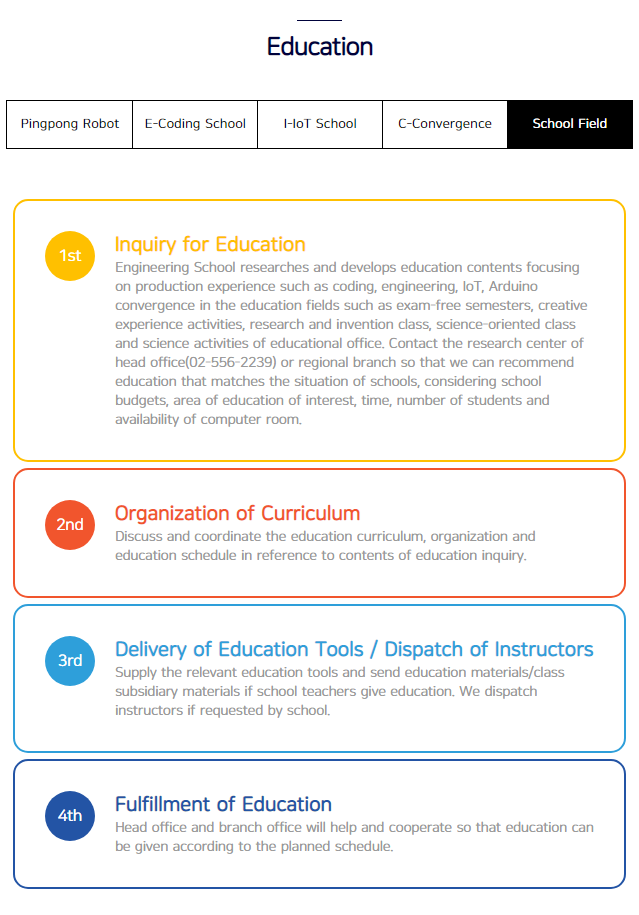 Education
Pingpong Robot
E-Coding School
I-IoT School
C-Convergence
School Field
1st
Inquiry for Education
Engineering School researches and develops education contents focusing
on production experience such as coding, engineering, IoT, Arduino
convergence in the education fields such as exam-free semesters, creative
experience activities, research and invention class, science-oriented class
and science activities of educational office. Contact the research center of
head office(02-556-2239) or regional branch so that we can recommend
education that matches the situation of schools, considering school
budgets, area of education of interest, time, number of students and
availability of computer room.
2nd
Organization of Curriculum
Discuss and coordinate the education curriculum, organization and
education schedule in reference to contents of education inquiry.
3rd
Delivery of Education Tools / Dispatch of Instructors
Supply the relevant education tools and send education materials/class
subsidiary materials if school teachers give education. We dispatch
instructors if requested by school.
4th
Fulfillment of Education
Head office and branch office will help and cooperate so that education can
be given according to the planned schedule.